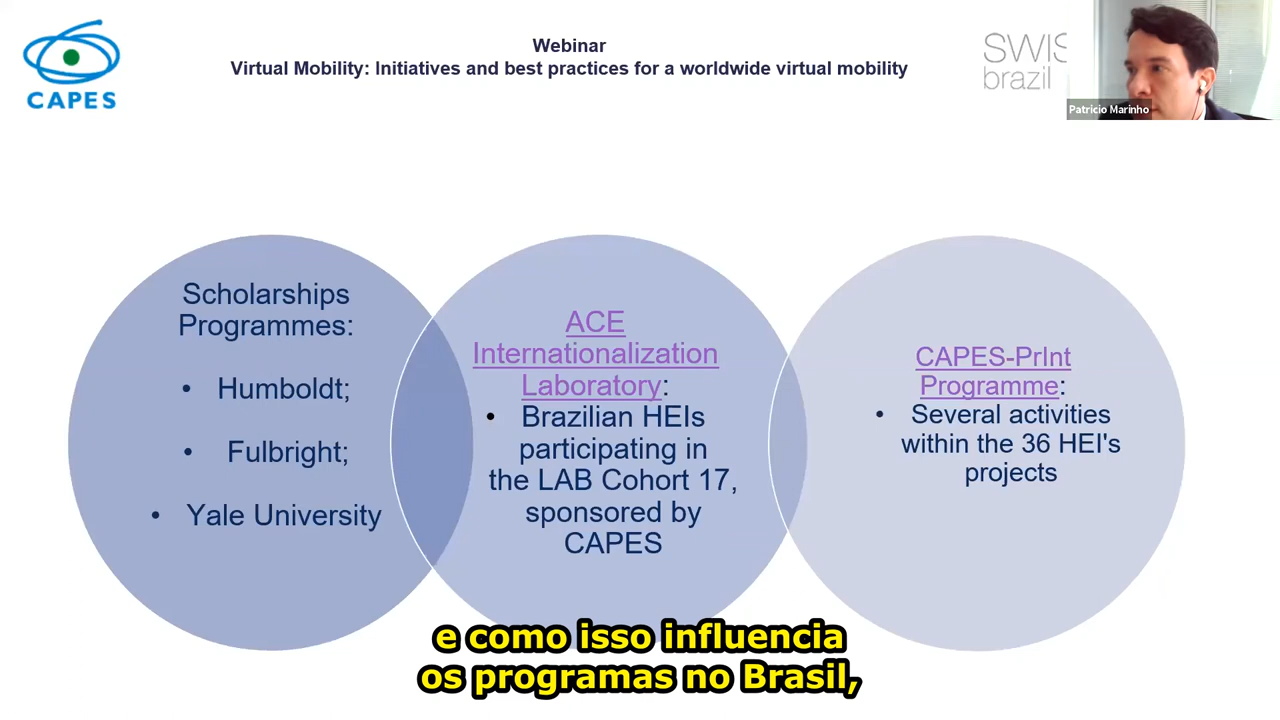 CAPES
Webinar
Virtual Mobility: Initiatives and best practices for a worldwide virtual mobility
SWIS
brazil
Patricio Marinho
Scholarships
Programmes:
• Humboldt;
• Fulbright;
• Yale University
ACE
Internationalization
Laboratory:
• Brazilian HEIs
participating in
the LAB Cohort 17,
sponsored by
CAPES
CAPES-PrInt
Programme:
• Several activities
within the 36 HEI's
projects
e como isso influencia
os programas no Brasil,